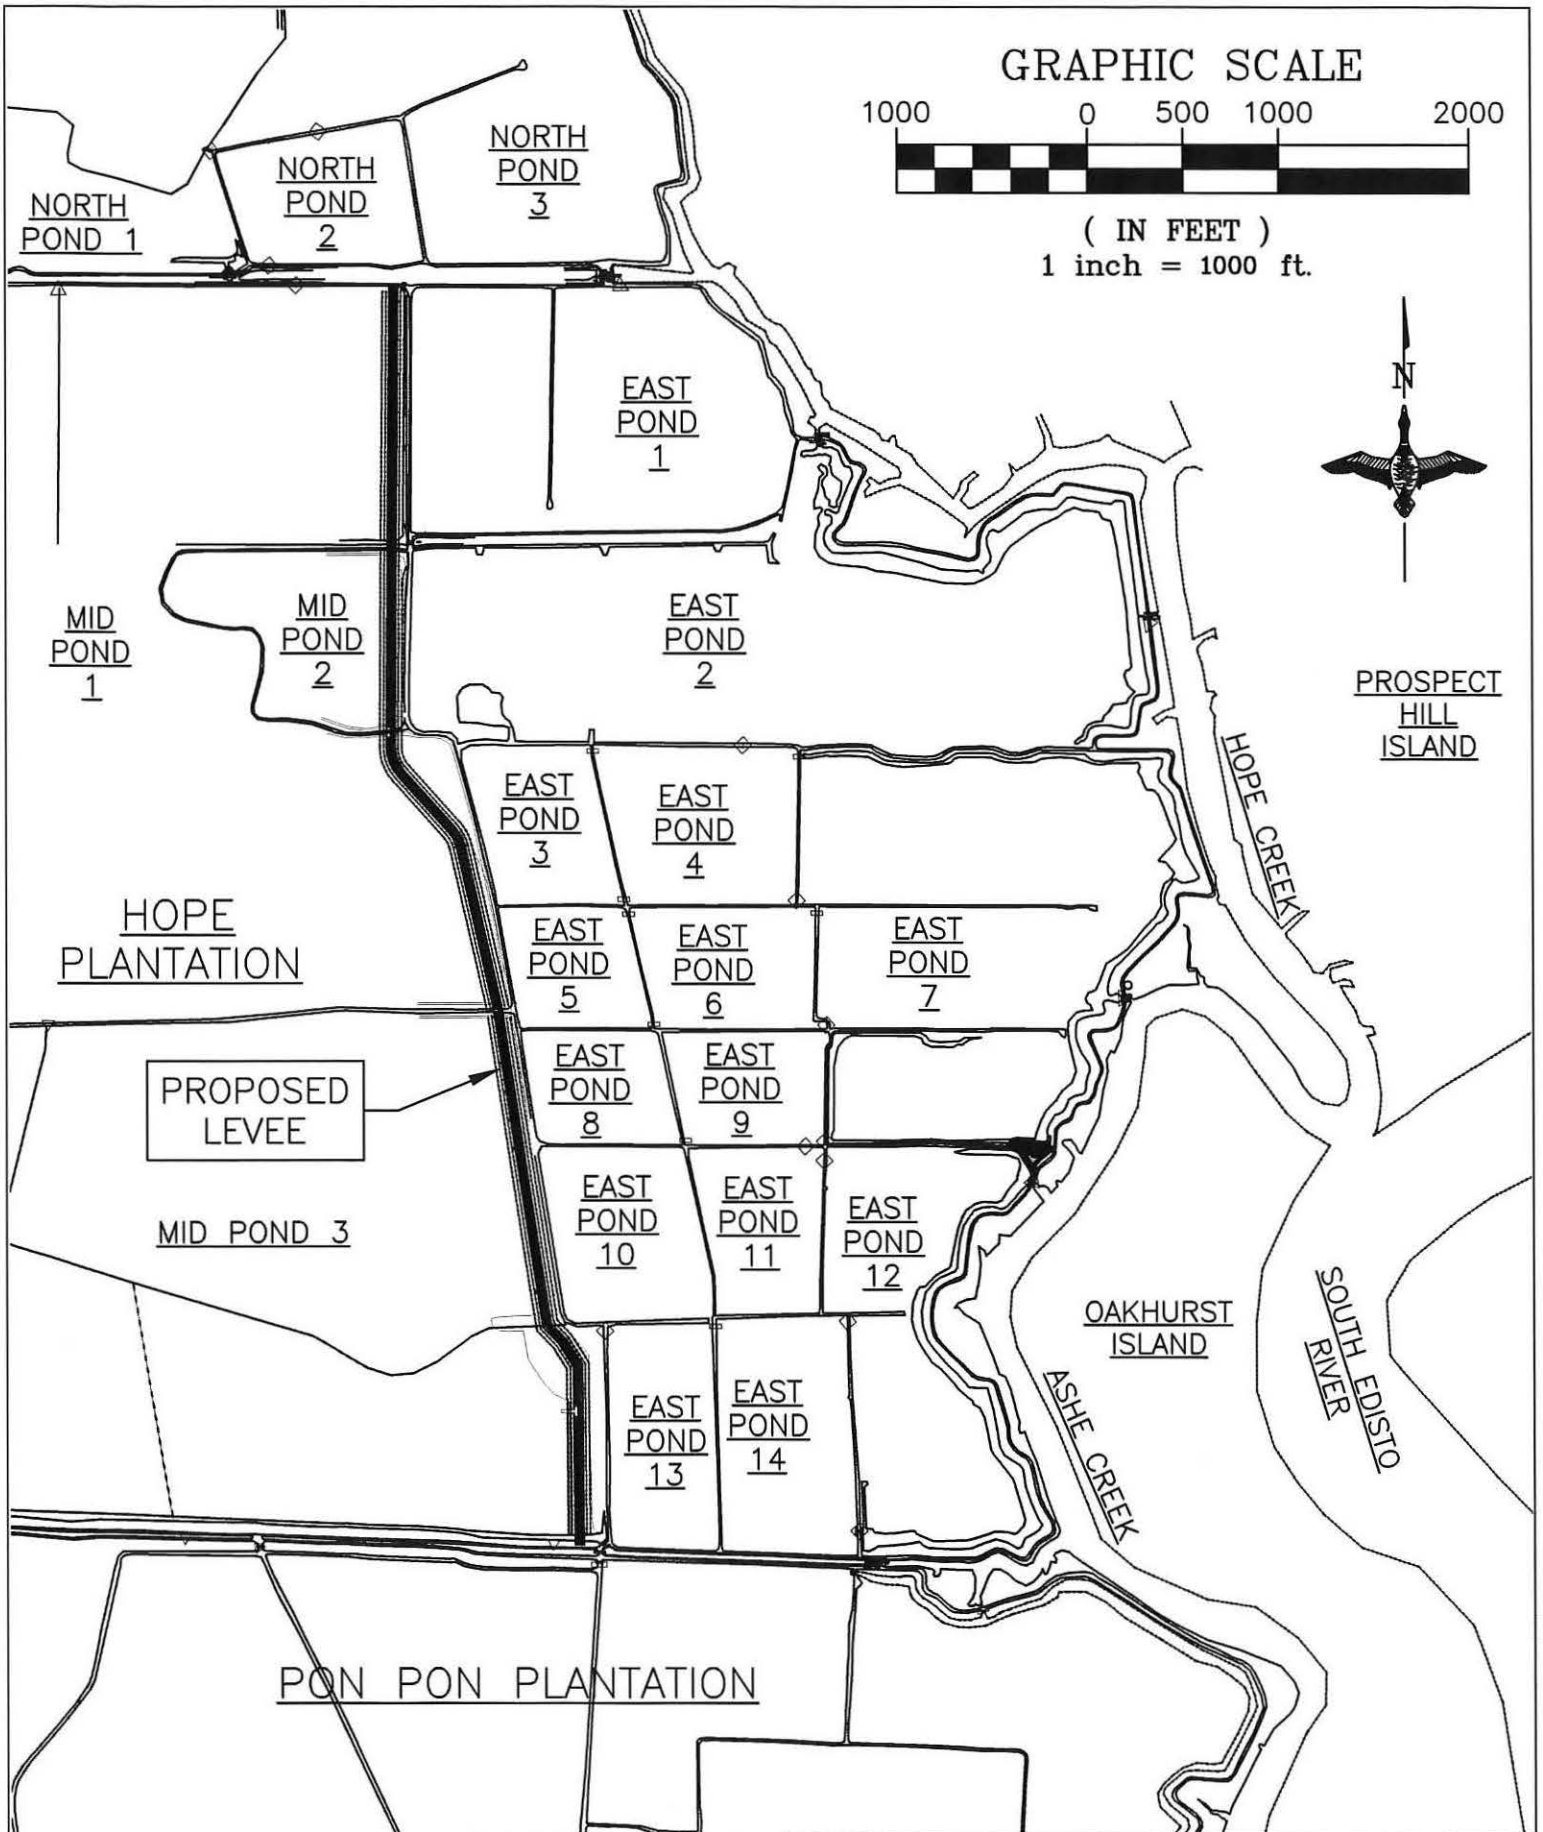 GRAPHIC SCALE
1000 0 500 1000 2000
( IN FEET )
1 inch = 1000 ft.
N
NORTH
POND 1
NORTH
POND
2
NORTH
POND
3
EAST
POND
1
MID
POND
1
MID
POND
2
EAST
POND
2
PROSPECT
HILL
ISLAND
HOPE CREEK
EAST
POND
3
EAST
POND
4
HOPE
PLANTATION
EAST
POND
5
EAST
POND
6
EAST
POND
7
PROPOSED
LEVEE
EAST
POND
8
EAST
POND
9
MID POND 3
EAST
POND
10
EAST
POND
11
EAST
POND
12
OAKHURST
ISLAND
SOUTH EDISTO
RIVER
ASHE CREEK
EAST
POND
13
EAST
POND
14
PON PON PLANTATION